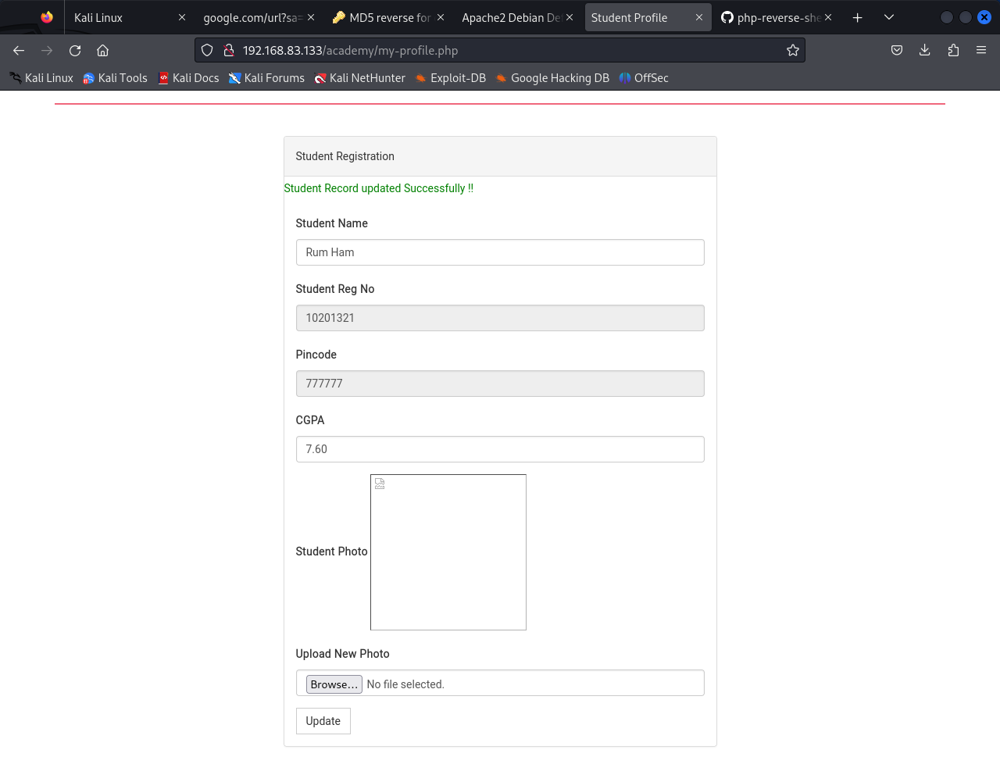 Kali Linux
google.com/url?sa=
MD5 reverse for
Apache2 Debian De
Student Profile
php-reverse-she
192.168.83.133/academy/my-profile.php
Kali Linux Kali Tools Kali Docs Kali Forums Kali NetHunter Exploit-DB Google Hacking DB OffSec
Student Registration
Student Record updated Successfully !!
Student Name
Rum Ham
Student Reg No
10201321
Pincode
777777
CGPA
7.60
Student Photo
Upload New Photo
Browse... No file selected.
Update